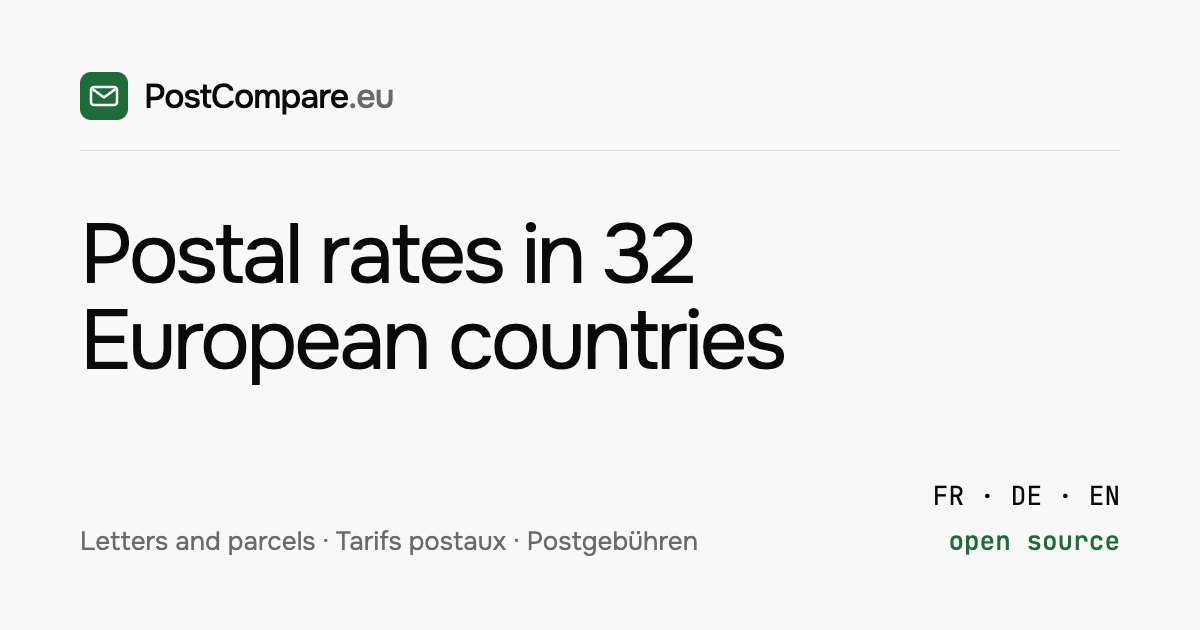 PostCompare.eu
Postal rates in 32
European countries
FR · DE · EN
Letters and parcels · Tarifs postaux · Postgebühren
open source